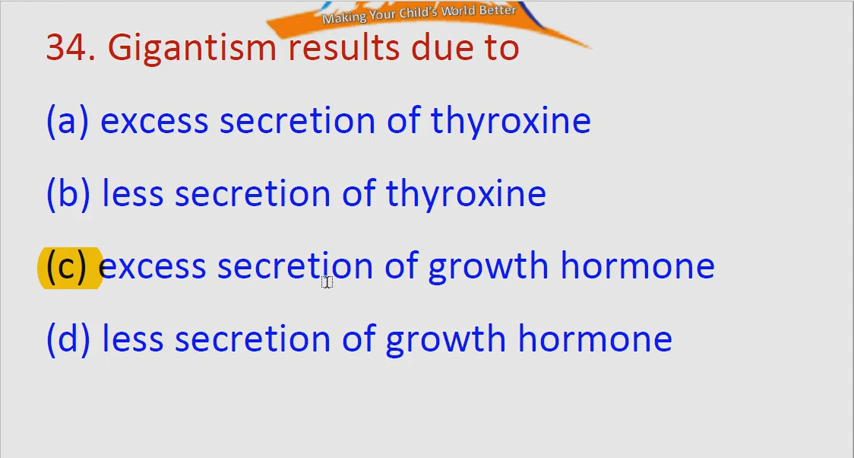 Making Your Child's World Better
34. Gigantism results due to
(a) excess secretion of thyroxine
(b) less secretion of thyroxine
(c) excess secretion of growth hormone
(d) less secretion of growth hormone